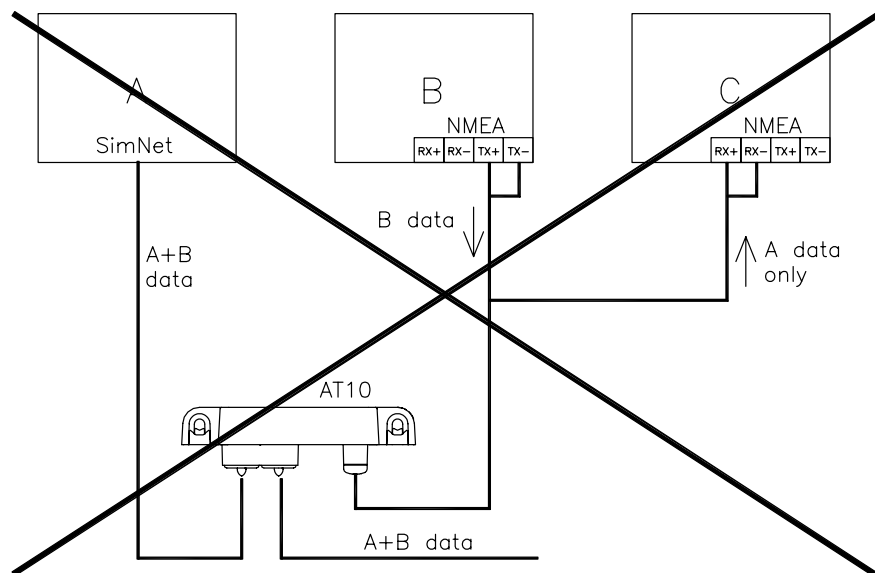 A
B
C
SimNet
NMEA
RX+ RX- TX+ TX-
NMEA
RX+ RX- TX+ TX-
B data
A+B
data
A data
only
AT10
A+B data